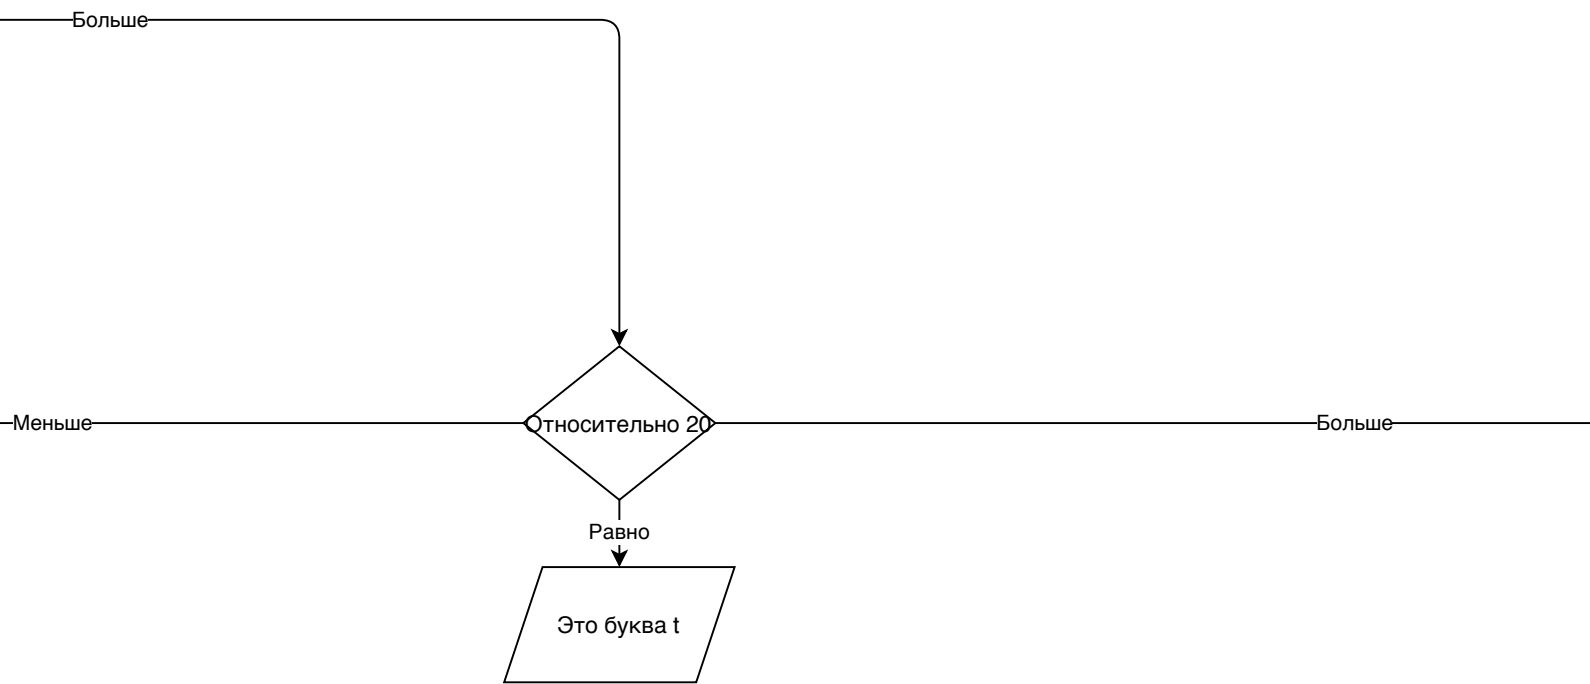 Больше
Меньше
Относительно 20
Больше
Равно
Это буква t